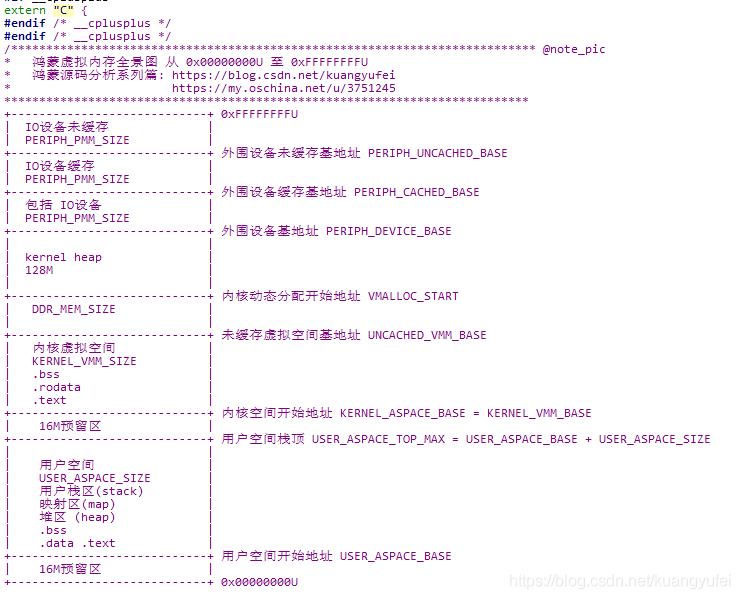 extern "C" {
#endif /* __cplusplus */
#endif /* __cplusplus */
/*************************************************************************** @note_pic
*   鸿蒙虚拟内存全景图 从 0x00000000U 至 0xFFFFFFFFU
*   鸿蒙源码分析系列篇: https://blog.csdn.net/kuangyufei
*                       https://my.oschina.net/u/3751245
***************************************************************************
+----------------------------+ 0xFFFFFFFFU
|  IO设备未缓存              |
|  PERIPH_PMM_SIZE           |
+----------------------------+ 外围设备未缓存基地址 PERIPH_UNCACHED_BASE
|  IO设备缓存                |
|  PERIPH_PMM_SIZE           |
+----------------------------+ 外围设备缓存基地址 PERIPH_CACHED_BASE
|  包括 IO设备               |
|  PERIPH_PMM_SIZE           |
+----------------------------+ 外围设备基地址 PERIPH_DEVICE_BASE
|                            |
|  kernel heap               |
|  128M                      |
|                            |
+----------------------------+ 内核动态分配开始地址 VMALLOC_START
|   DDR_MEM_SIZE             |
|                            |
+----------------------------+ 未缓存虚拟空间基地址 UNCACHED_VMM_BASE
|   内核虚拟空间             |
|   KERNEL_VMM_SIZE          |
|   .bss                     |
|   .rodata                  |
|   .text                    |
+----------------------------+ 内核空间开始地址 KERNEL_ASPACE_BASE = KERNEL_VMM_BASE
|    16M预留区               |
+----------------------------+ 用户空间栈顶 USER_ASPACE_TOP_MAX = USER_ASPACE_BASE + USER_ASPACE_SIZE
|                            |
|    用户空间                |
|    USER_ASPACE_SIZE        |
|    用户栈区(stack)         |
|    映射区(map)             |
|    堆区 (heap)             |
|    .bss                    |
|    .data .text             |
+----------------------------+ 用户空间开始地址 USER_ASPACE_BASE
|    16M预留区               |
+----------------------------+ 0x00000000U
https://blog.csdn.net/kuangyufei